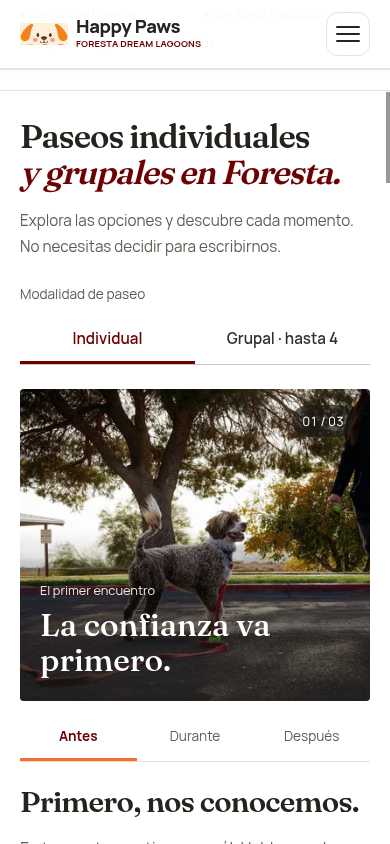 Happy Paws
FORESTA DREAM LAGOONS
Paseos individuales
y grupales en Foresta.
Explora las opciones y descubre cada momento.
No necesitas decidir para escribirnos.
Modalidad de paseo
Individual
Grupal · hasta 4
01 / 03
El primer encuentro
La confianza va
primero.
Antes
Durante
Después
Primero, nos conocemos.